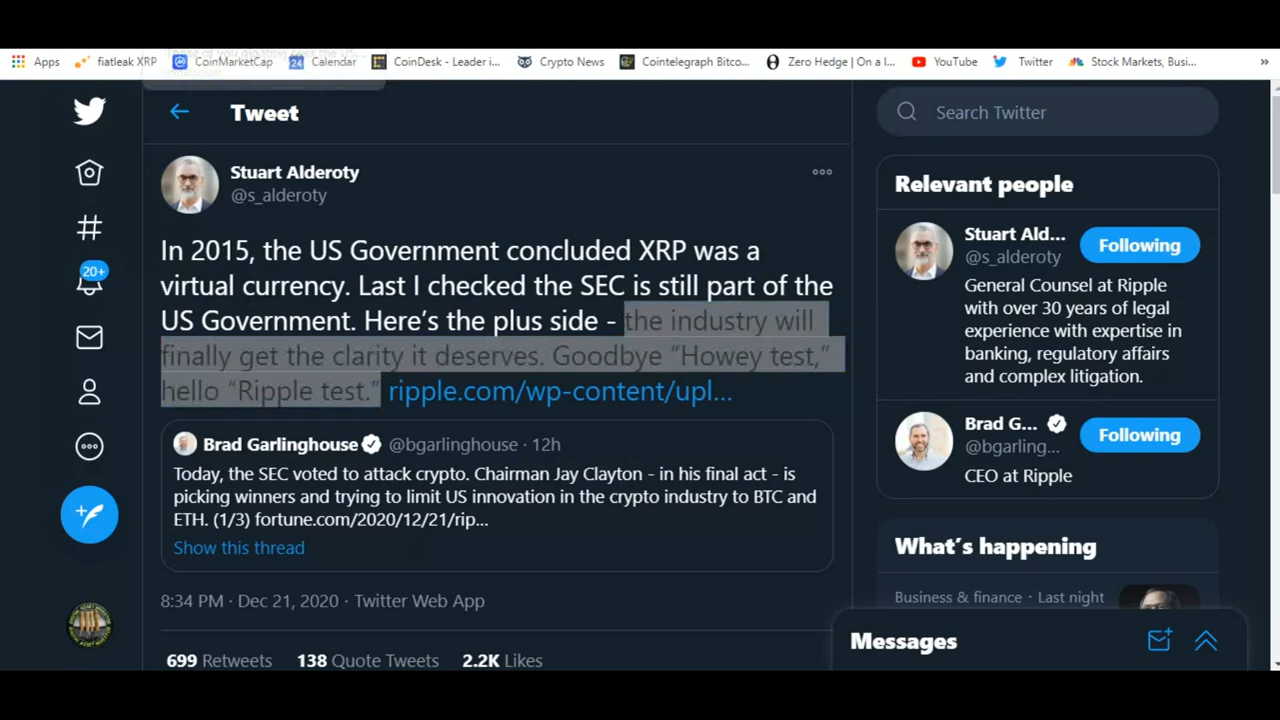 Apps
fiatleak XRP
CoinMarketCap
24
Calendar
CoinDesk - Leader i...
Crypto News
Cointelegraph Bitco...
Zero Hedge | On a l...
YouTube
Twitter
Stock Markets, Busi...
»
Tweet
Search Twitter
Stuart Alderoty
@s_alderoty
In 2015, the US Government concluded XRP was a
virtual currency. Last I checked the SEC is still part of the
US Government. Here's the plus side - the industry will
finally get the clarity it deserves. Goodbye “Howey test,”
hello “Ripple test.” ripple.com/wp-content/upl...
Brad Garlinghouse @bgarlinghouse · 12h
Today, the SEC voted to attack crypto. Chairman Jay Clayton - in his final act - is
picking winners and trying to limit US innovation in the crypto industry to BTC and
ETH. (1/3) fortune.com/2020/12/21/rip...
Show this thread
8:34 PM · Dec 21, 2020 · Twitter Web App
699 Retweets 138 Quote Tweets 2.2K Likes
20+
Relevant people
Stuart Ald...
@s_alderoty
Following
General Counsel at Ripple
with over 30 years of legal
experience with expertise in
banking, regulatory affairs
and complex litigation.
Brad G...
@bgarling...
Following
CEO at Ripple
What's happening
Business & finance · Last night
Messages